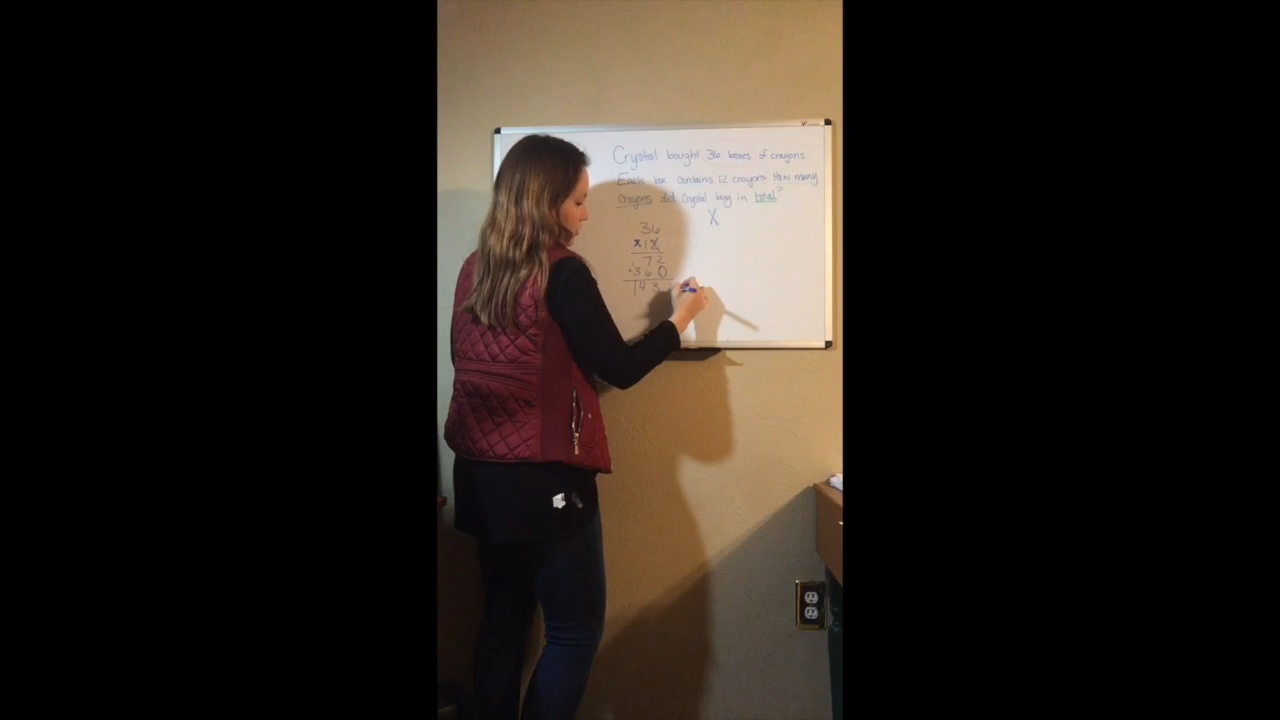 Crystal bought 36 boxes of crayons.
Each box contains 12 crayons. How many
crayons did Crystal buy in total?
X
36
x 12
72
+ 360
43